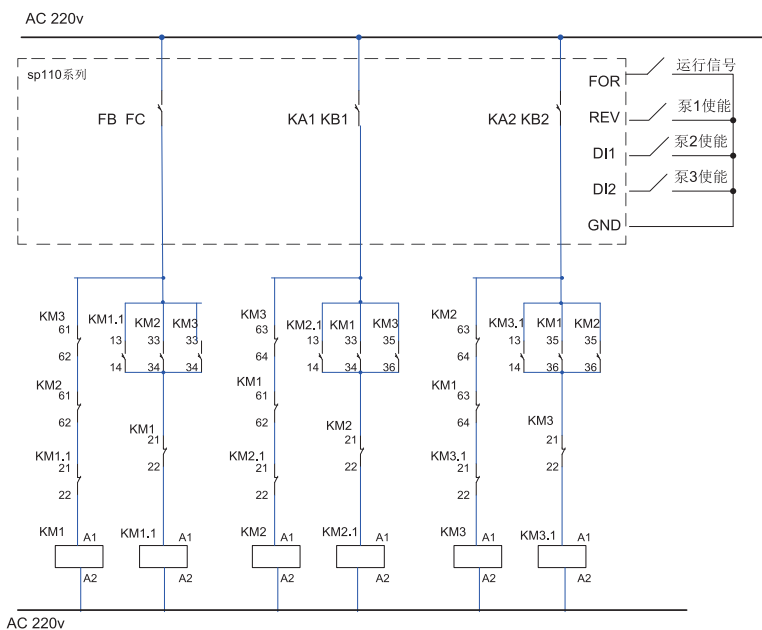 AC 220v
sp110系列
FOR 运行信号
FB FC KA1 KB1 KA2 KB2 REV 泵1使能
DI1 泵2使能
DI2 泵3使能
GND
KM3 KM1.1 KM2 KM3 KM3 KM2.1 KM1 KM3 KM2 KM3.1 KM1 KM2
61 13 33 33 63 13 33 35 63 13 35 35
62 14 34 34 64 14 34 36 64 14 36 36
KM2 KM1 KM1
61 61 63
62 62 64
KM1 KM2 KM3
21 21 21
22 22 22
KM1.1 KM2.1 KM3.1
21 21 21
22 22 22
KM1 A1 KM1.1 A1 KM2 A1 KM2.1 A1 KM3 A1 KM3.1 A1
A2 A2 A2 A2 A2 A2
AC 220v